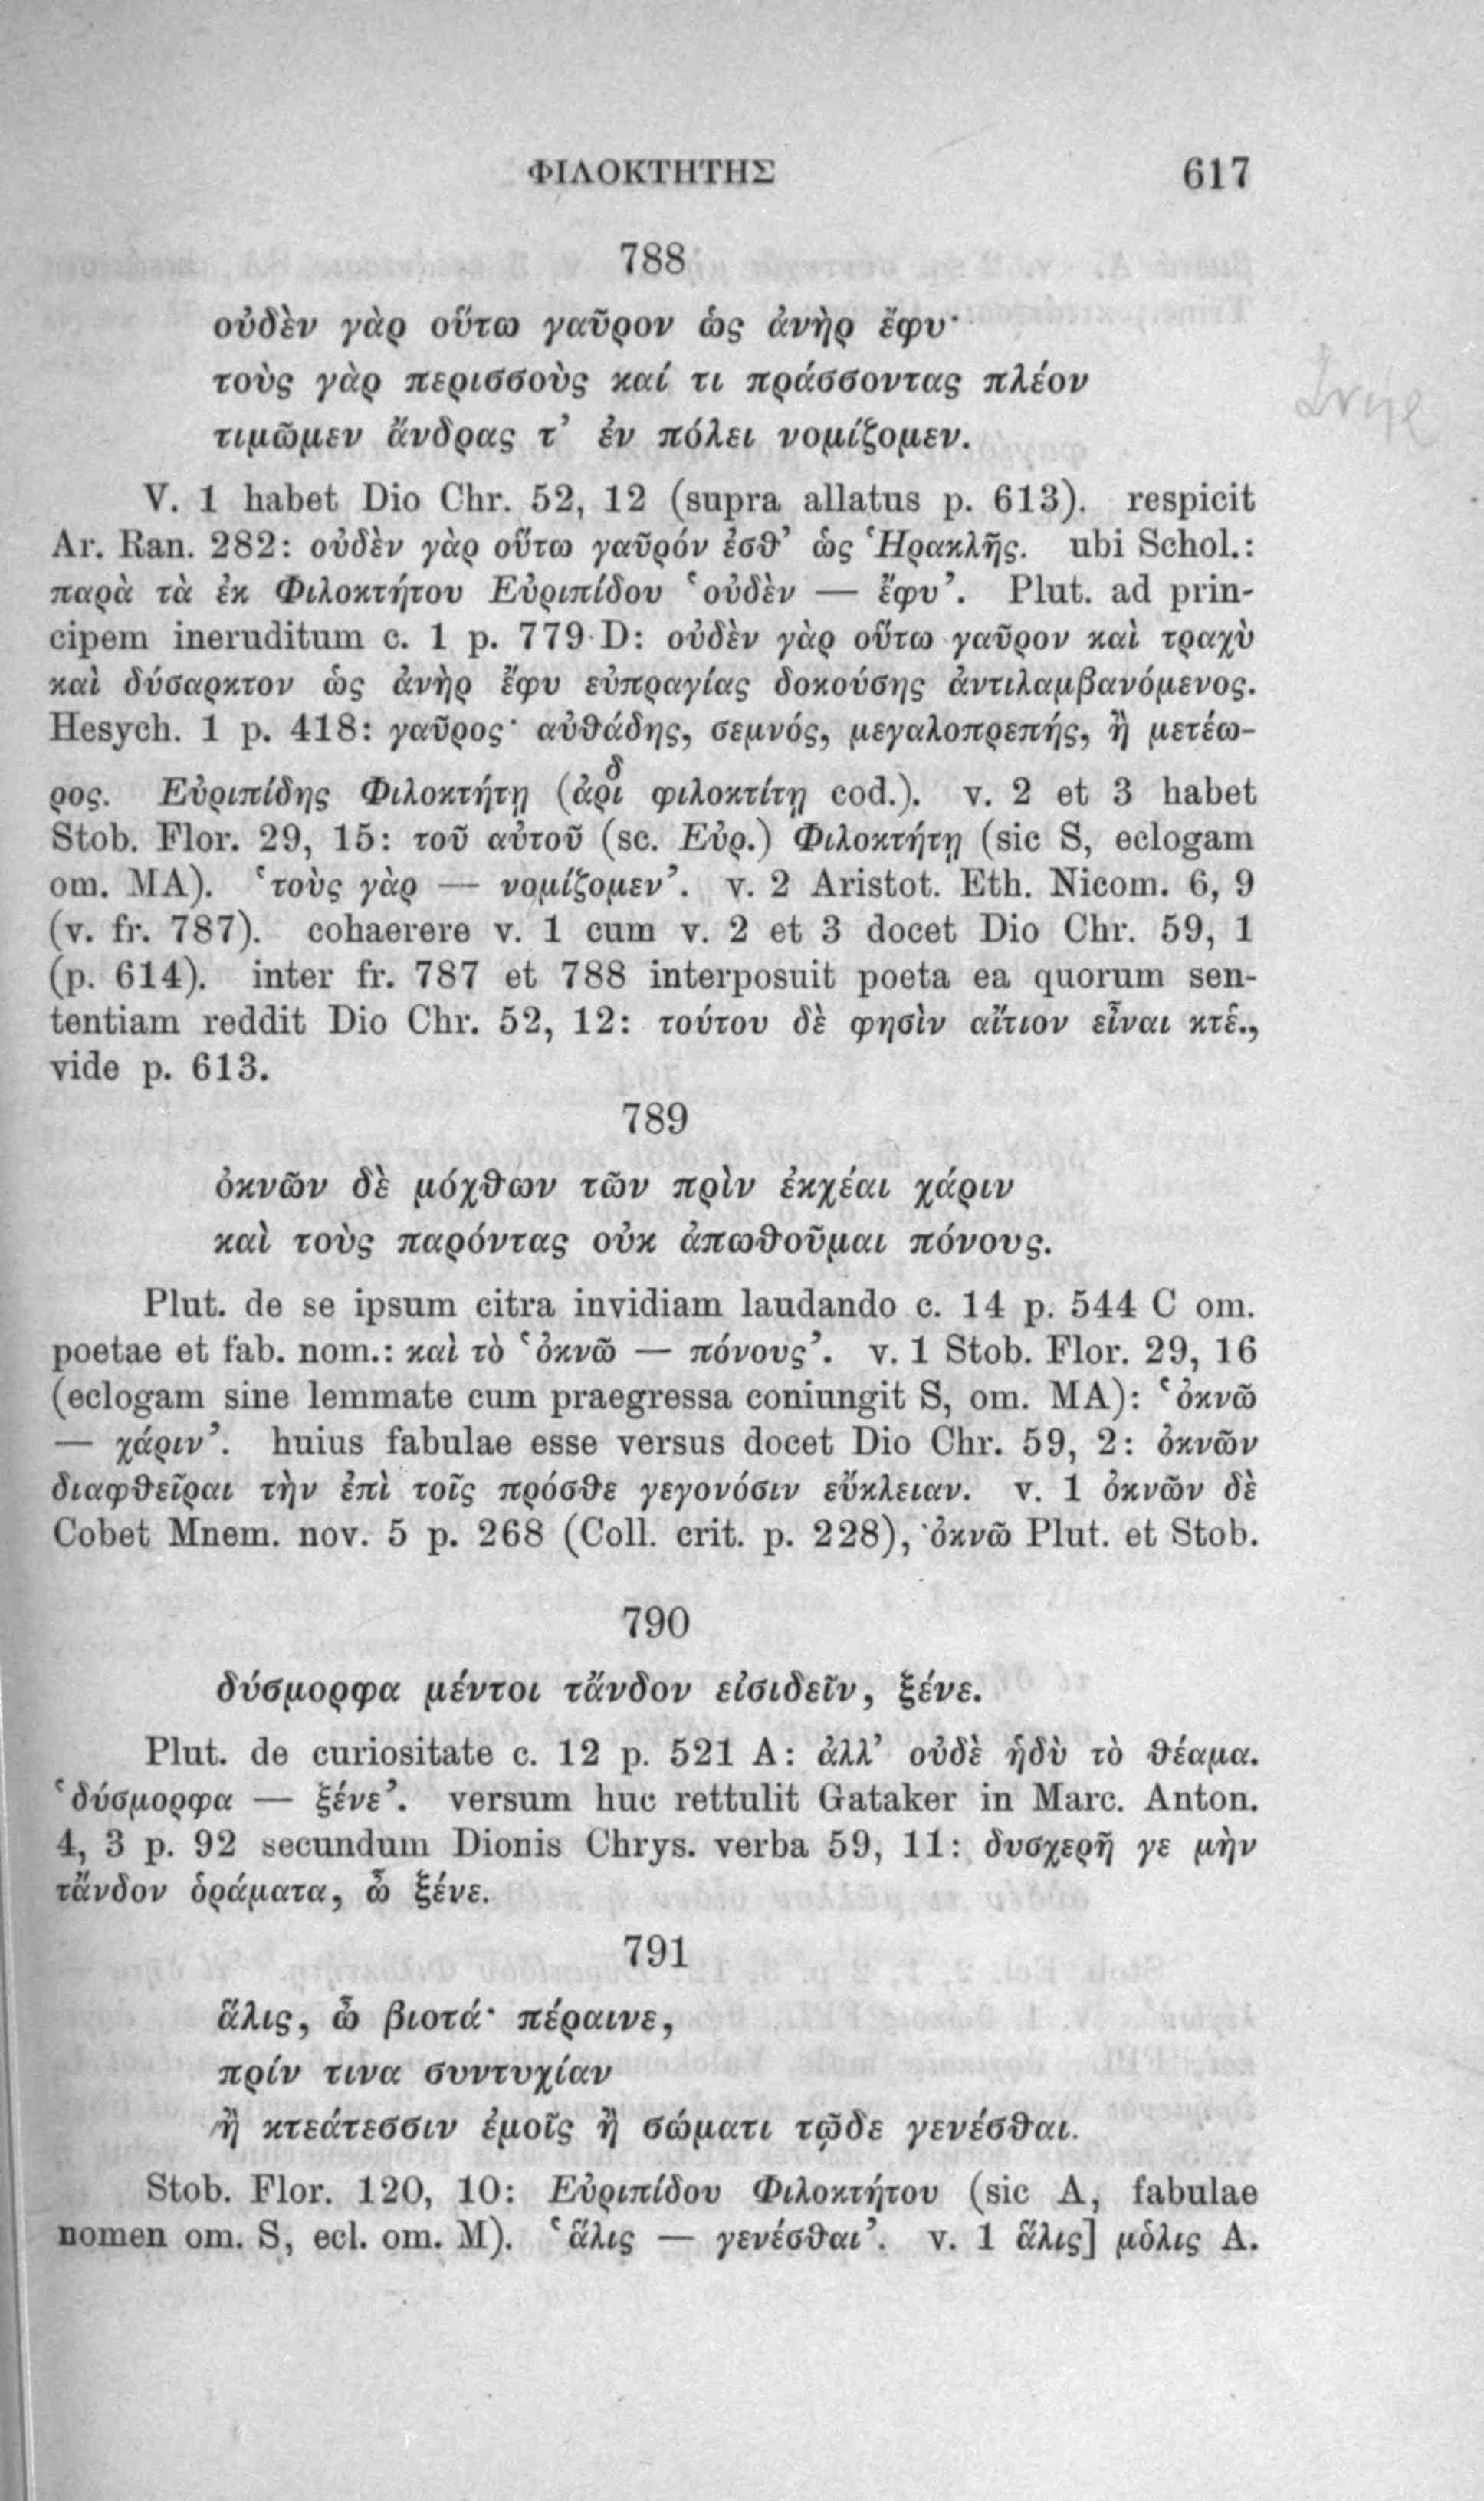 ΦΙΛΟΚΤΗΤΗΣ 617
788
οὐδὲν γὰρ οὕτω γαῦρον ὡς ἀνὴρ ἔφυ·
τοὺς γὰρ περισσοὺς καί τι πράσσοντας πλέον
τιμῶμεν ἄνδρας τ’ ἐν πόλει νομίζομεν.
V. 1 habet Dio Chr. 52, 12 (supra allatus p. 613). respicit
Ar. Ran. 282: οὐδὲν γὰρ οὕτω γαῦρόν ἐσθ’ ὡς Ἡρακλῆς. ubi Schol.:
παρὰ τὰ ἐκ Φιλοκτήτου Εὐριπίδου ‘οὐδὲν — ἔφυ’. Plut. ad prin-
cipem ineruditum c. 1 p. 779 D: οὐδὲν γὰρ οὕτω γαῦρον καὶ τραχὺ
καὶ δύσαρκτον ὡς ἀνὴρ ἔφυ εὐπραγίας δοκούσης ἀντιλαμβανόμενος.
Hesych. 1 p. 418: γαῦρος· αὐθάδης, σεμνός, μεγαλοπρεπής, ἢ μετέω-
ρος. Εὐριπίδης Φιλοκτήτῃ (ἀρι δ φιλοκτίτῃ cod.). v. 2 et 3 habet
Stob. Flor. 29, 15: τοῦ αὐτοῦ (sc. Εὐρ.) Φιλοκτήτῃ (sic S, eclogam
om. MA). ‘τοὺς γὰρ — νομίζομεν’. v. 2 Aristot. Eth. Nicom. 6, 9
(v. fr. 787). cohaerere v. 1 cum v. 2 et 3 docet Dio Chr. 59, 1
(p. 614). inter fr. 787 et 788 interposuit poeta ea quorum sen-
tentiam reddit Dio Chr. 52, 12: τούτου δὲ φησὶν αἴτιον εἶναι κτἑ.,
vide p. 613.
789
ὀκνῶν δὲ μόχθων τῶν πρὶν ἐκχέαι χάριν
καὶ τοὺς παρόντας οὐκ ἀπωθοῦμαι πόνους.
Plut. de se ipsum citra invidiam laudando c. 14 p. 544 C om.
poetae et fab. nom.: καὶ τὸ ‘ὀκνῶ — πόνους’. v. 1 Stob. Flor. 29, 16
(eclogam sine lemmate cum praegressa coniungit S, om. MA): ‘ὀκνῶ
— χάριν’. huius fabulae esse versus docet Dio Chr. 59, 2: ὀκνῶν
διαφθεῖραι τὴν ἐπὶ τοῖς πρόσθε γεγονόσιν εὔκλειαν. v. 1 ὀκνῶν δὲ
Cobet Mnem. nov. 5 p. 268 (Coll. crit. p. 228), ὀκνῶ Plut. et Stob.
790
δύσμορφα μέντοι τἄνδον εἰσιδεῖν, ξένε.
Plut. de curiositate c. 12 p. 521 A: ἀλλ’ οὐδὲ ἡδὺ τὸ θέαμα.
‘δύσμορφα — ξένε’. versum huc rettulit Gataker in Marc. Anton.
4, 3 p. 92 secundum Dionis Chrys. verba 59, 11: δυσχερῆ γε μὴν
τἄνδον ὁράματα, ὦ ξένε.
791
ἅλις, ὦ βιοτά· πέραινε,
πρίν τινα συντυχίαν
ἢ κτεάτεσσιν ἐμοῖς ἢ σώματι τῷδε γενέσθαι.
Stob. Flor. 120, 10: Εὐριπίδου Φιλοκτήτου (sic A, fabulae
nomen om. S, ecl. om. M). ‘ἅλις — γενέσθαι’. v. 1 ἅλις] μόλις A.